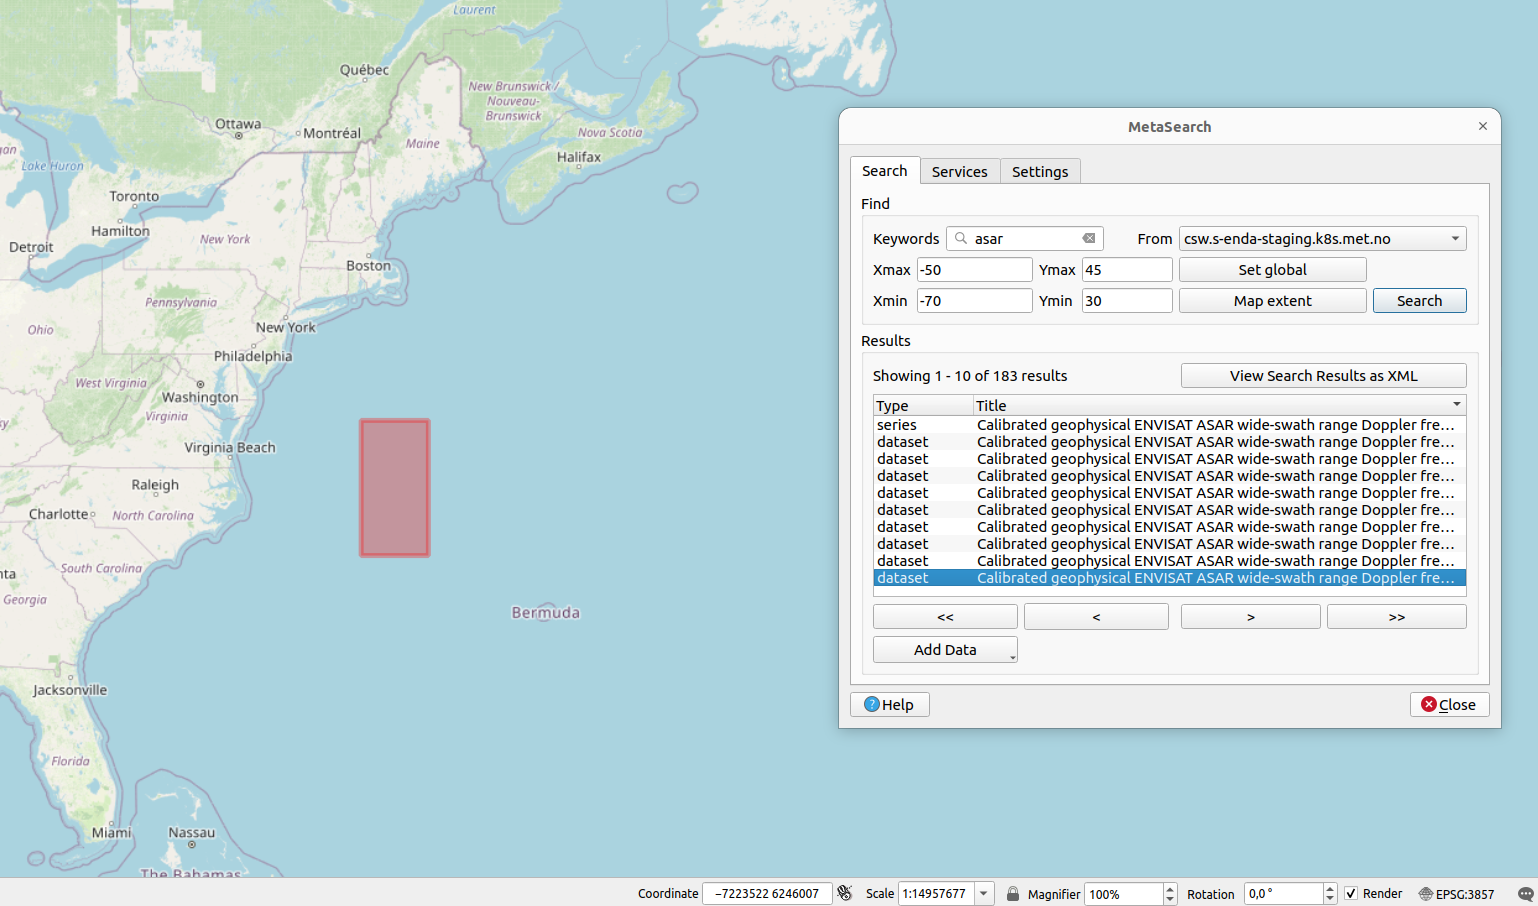 Laurent
Québec
New Brunswick /
Nouveau-
Brunswick
Ottawa
Montréal
Maine
Nova Scotia
Halifax
Lake Huron
Toronto
Hamilton
New York
Detroit
Boston
Pennsylvania
Ohio
New York
Philadelphia
West Virginia
Washington
Virginia
Virginia Beach
Raleigh
Charlotte
North Carolina
South Carolina
Georgia
Bermuda
Jacksonville
Florida
Miami
Nassau
The Bahamas
MetaSearch
Search Services Settings
Find
Keywords asar From csw.s-enda-staging.k8s.met.no
Xmax -50 Ymax 45 Set global
Xmin -70 Ymin 30 Map extent Search
Results
Showing 1 - 10 of 183 results View Search Results as XML
Type Title
series Calibrated geophysical ENVISAT ASAR wide-swath range Doppler fre...
dataset Calibrated geophysical ENVISAT ASAR wide-swath range Doppler fre...
dataset Calibrated geophysical ENVISAT ASAR wide-swath range Doppler fre...
dataset Calibrated geophysical ENVISAT ASAR wide-swath range Doppler fre...
dataset Calibrated geophysical ENVISAT ASAR wide-swath range Doppler fre...
dataset Calibrated geophysical ENVISAT ASAR wide-swath range Doppler fre...
dataset Calibrated geophysical ENVISAT ASAR wide-swath range Doppler fre...
dataset Calibrated geophysical ENVISAT ASAR wide-swath range Doppler fre...
dataset Calibrated geophysical ENVISAT ASAR wide-swath range Doppler fre...
dataset Calibrated geophysical ENVISAT ASAR wide-swath range Doppler fre...
<< < > >>
Add Data
Help Close
Coordinate −7223522 6246007 Scale 1:14957677 Magnifier 100% Rotation 0,0 ° Render EPSG:3857